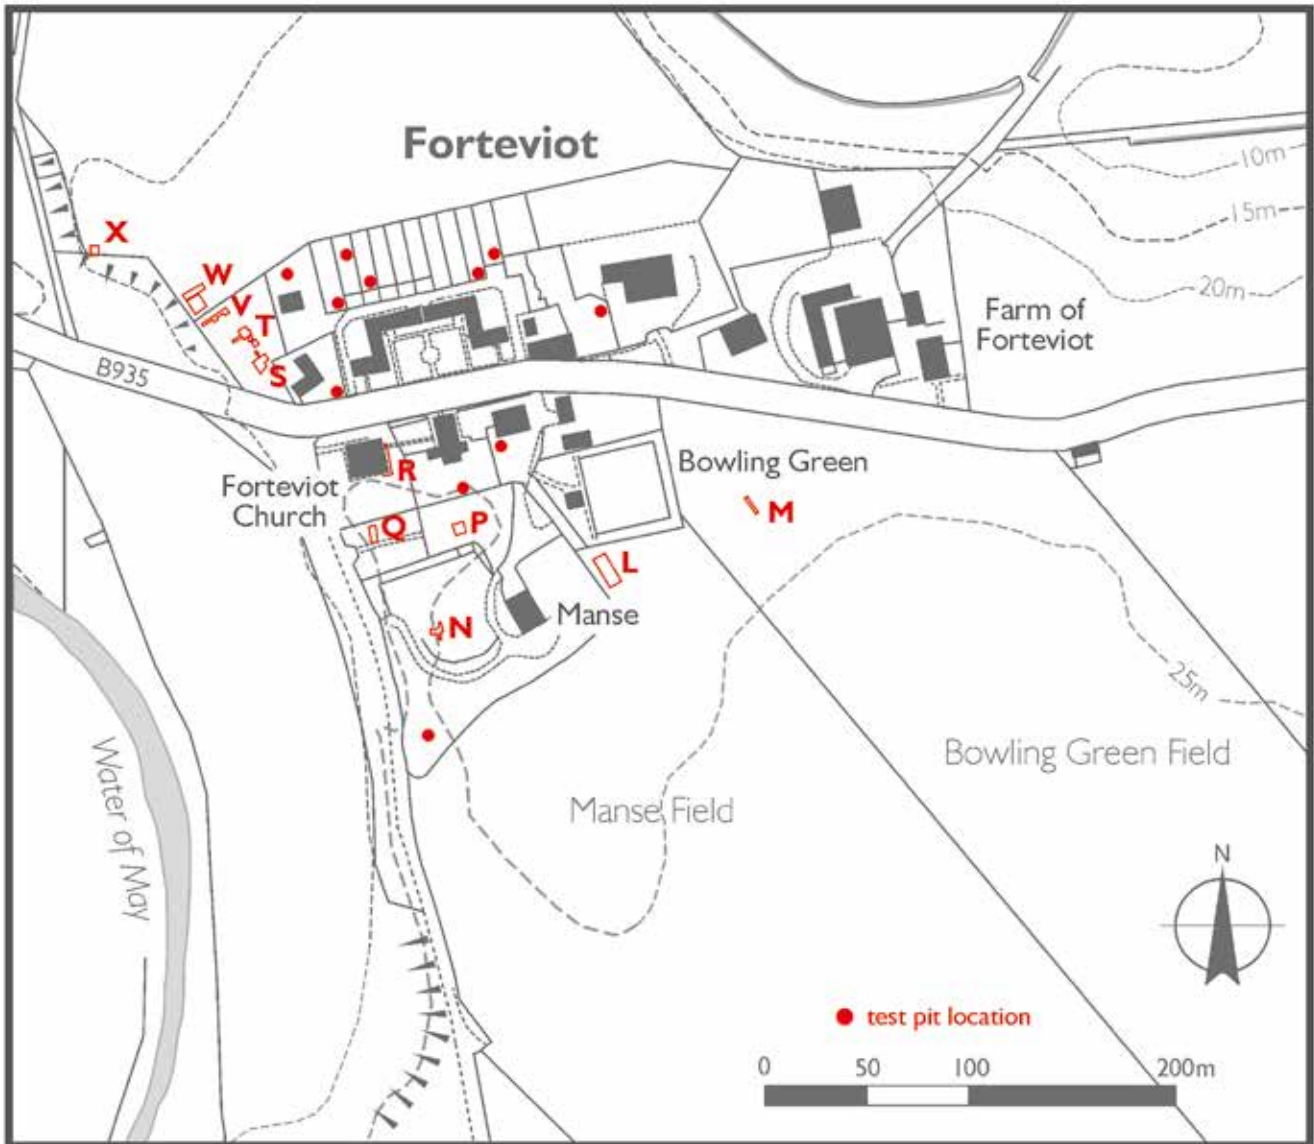 Forteviot
10m
15m
20m
X
W
V
T
S
B935
Farm of
Forteviot
Bowling Green
Forteviot
Church
R
Q
P
M
L
N
Manse
25m
Water of May
Manse Field
Bowling Green Field
N
test pit location
0 50 100 200m